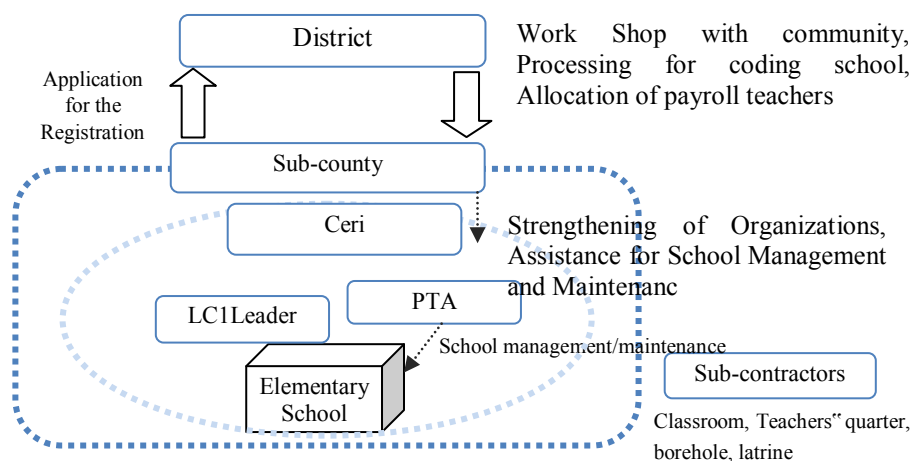 District
Work Shop with community,
Processing for coding school,
Allocation of payroll teachers
Application
for the
Registration
Sub-county
Ceri
Strengthening of Organizations,
Assistance for School Management
and Maintenanc
LC1Leader
PTA
School management/maintenance
Elementary
School
Sub-contractors
Classroom, Teachers‟ quarter,
borehole, latrine